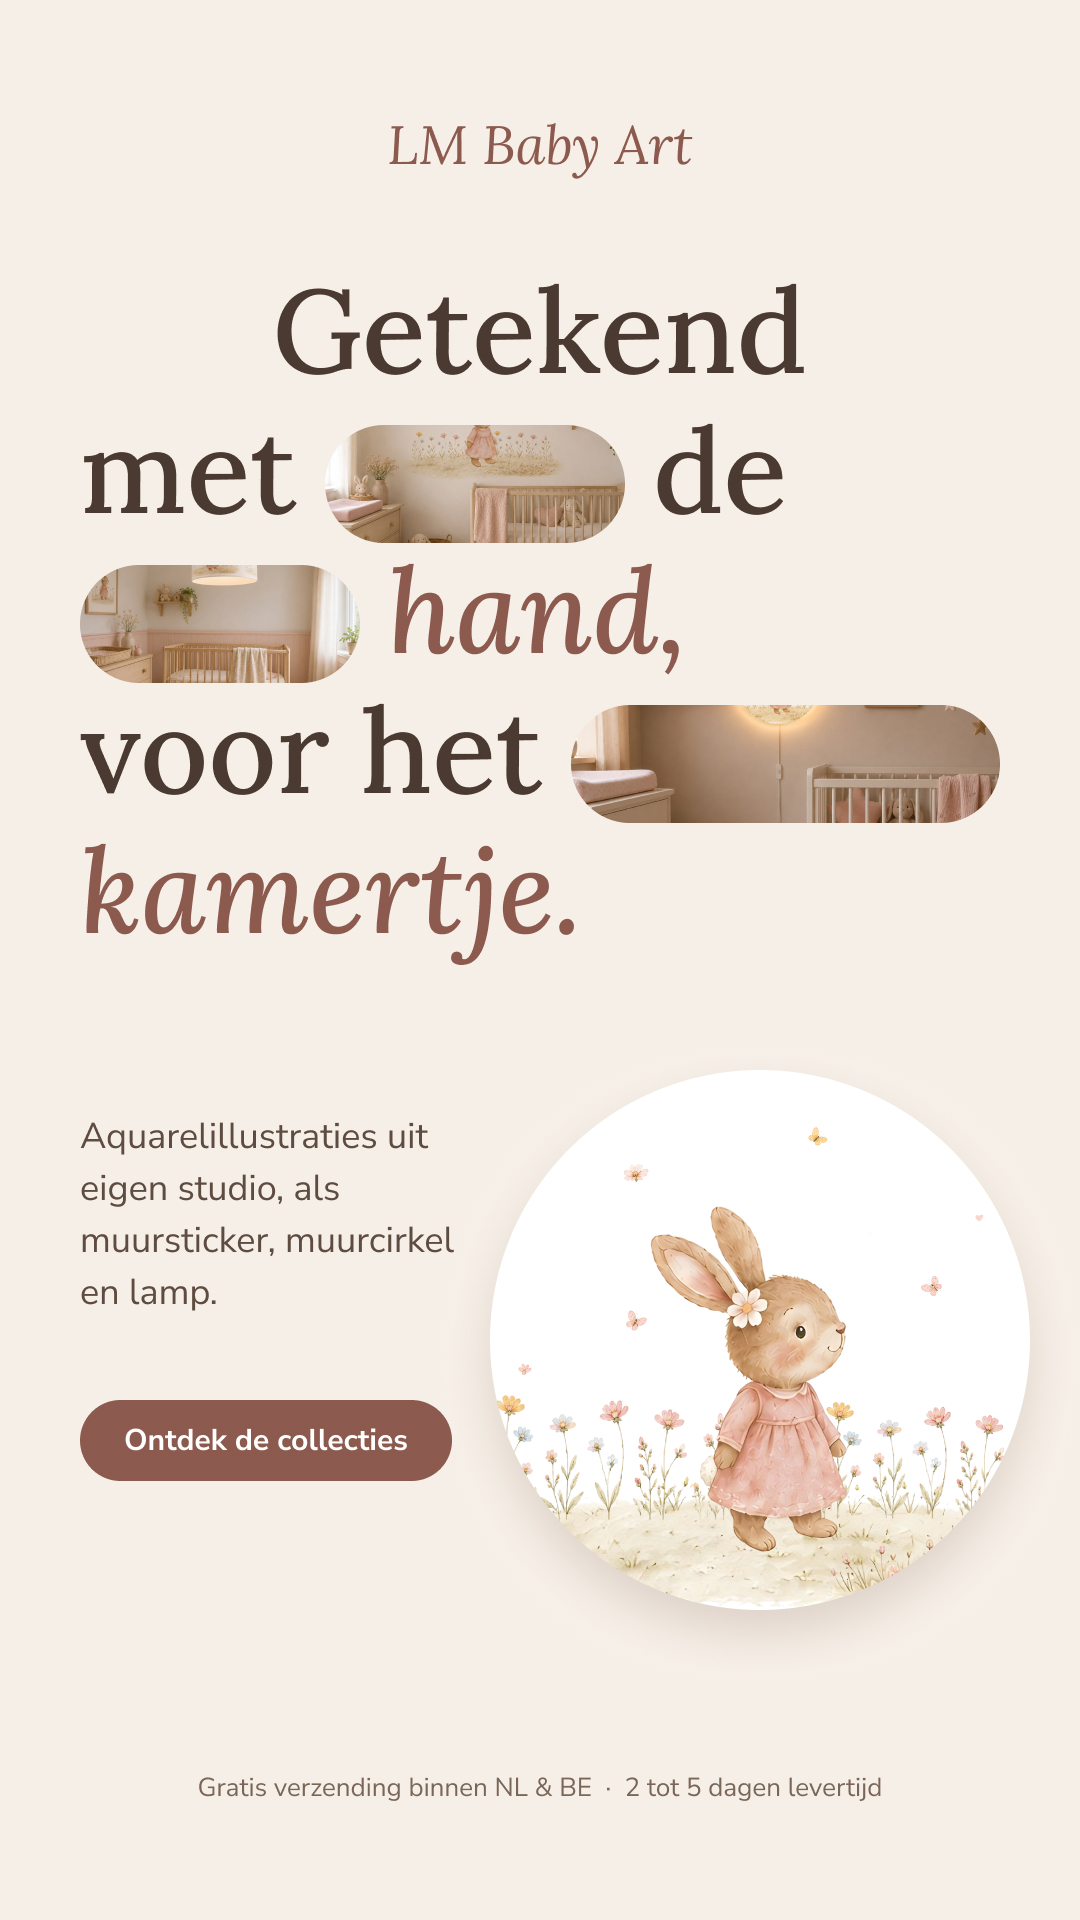 LM Baby Art
Getekend
met de
hand,
voor het
kamertje.
Aquarelillustraties uit
eigen studio, als
muursticker, muurcirkel
en lamp.
Ontdek de collecties
Gratis verzending binnen NL & BE · 2 tot 5 dagen levertijd